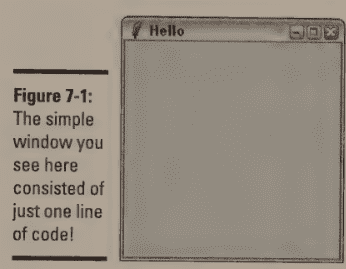 Hello
Figure 7-1:
The simple
window you
see here
consisted of
just one line
of code!